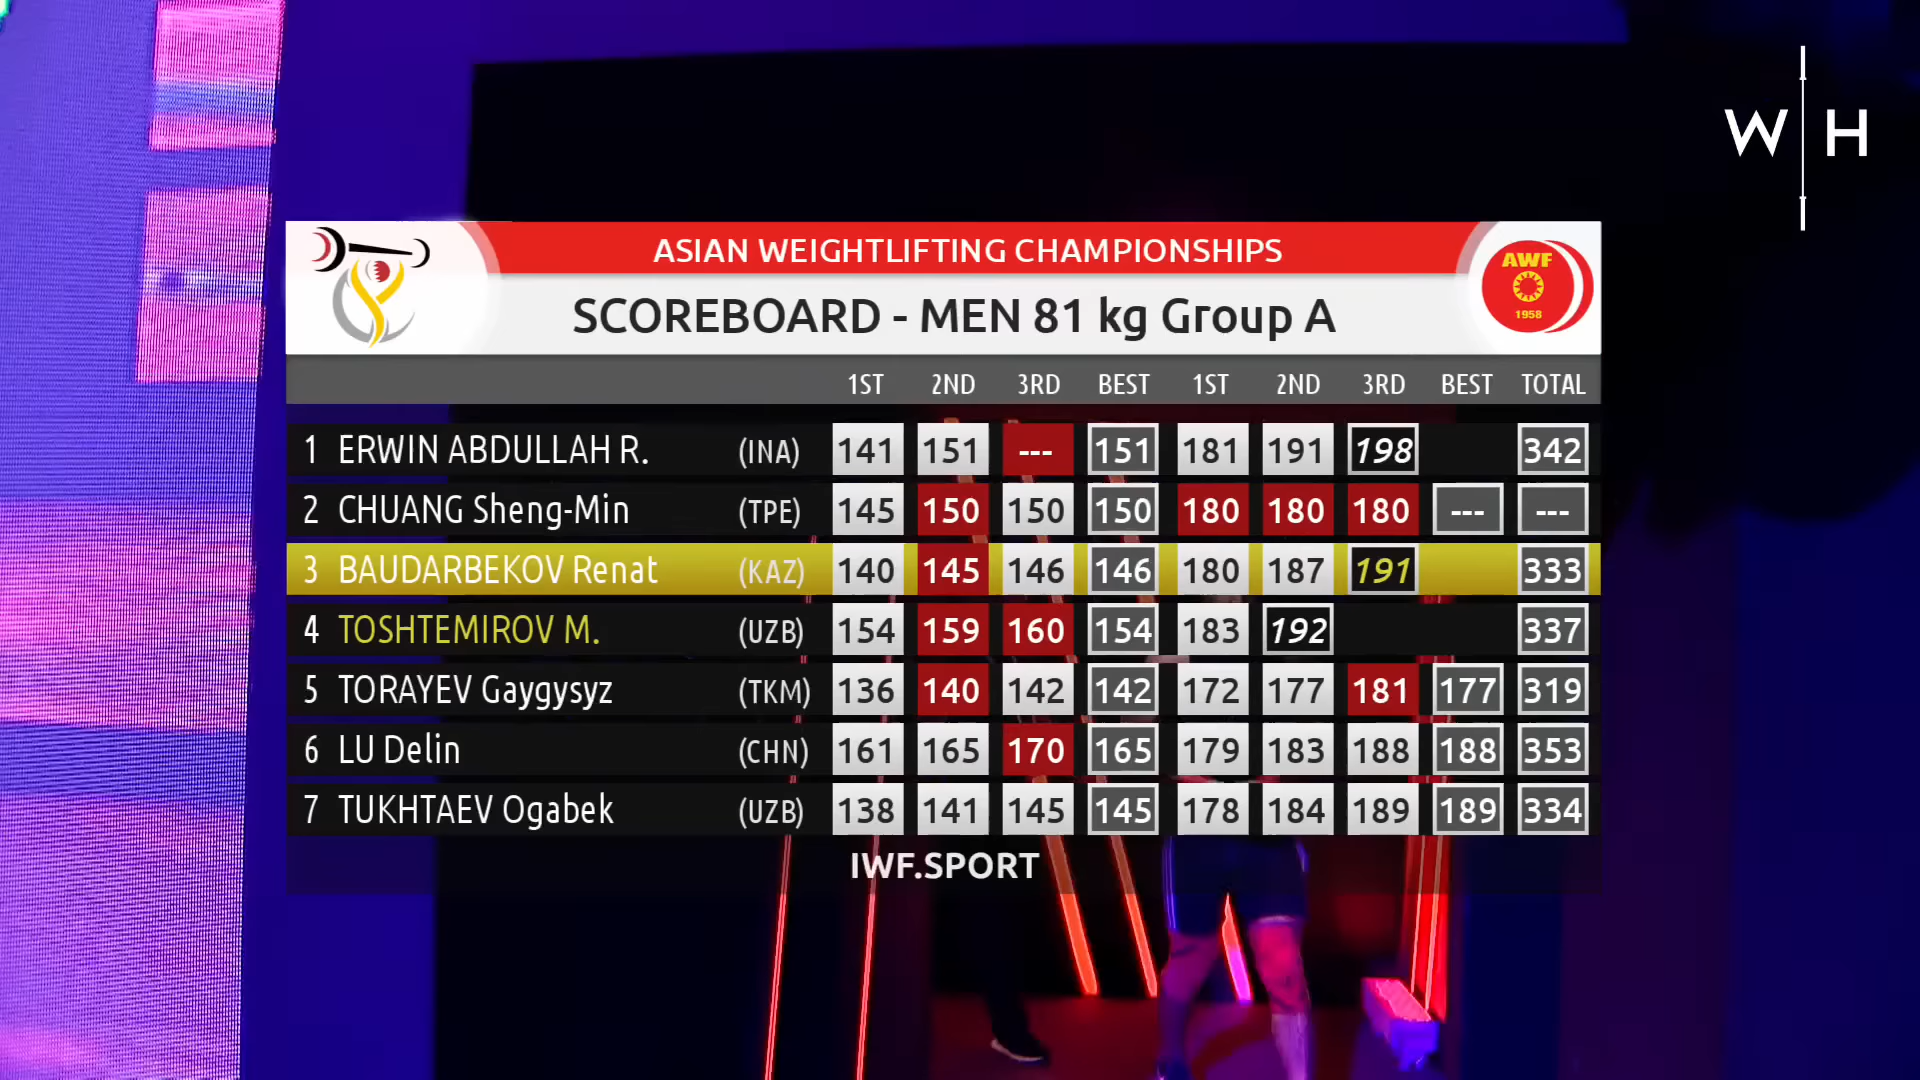 W H
ASIAN WEIGHTLIFTING CHAMPIONSHIPS
AWF
1958
SCOREBOARD - MEN 81 kg Group A
1ST 2ND 3RD BEST 1ST 2ND 3RD BEST TOTAL
1 ERWIN ABDULLAH R. (INA) 141 151 --- 151 181 191 198 342
2 CHUANG Sheng-Min (TPE) 145 150 150 150 180 180 180 --- ---
3 BAUDARBEKOV Renat (KAZ) 140 145 146 146 180 187 191 333
4 TOSHTEMIROV M. (UZB) 154 159 160 154 183 192 337
5 TORAYEV Gaygysyz (TKM) 136 140 142 142 172 177 181 177 319
6 LU Delin (CHN) 161 165 170 165 179 183 188 188 353
7 TUKHTAEV Ogabek (UZB) 138 141 145 145 178 184 189 189 334
IWF.SPORT